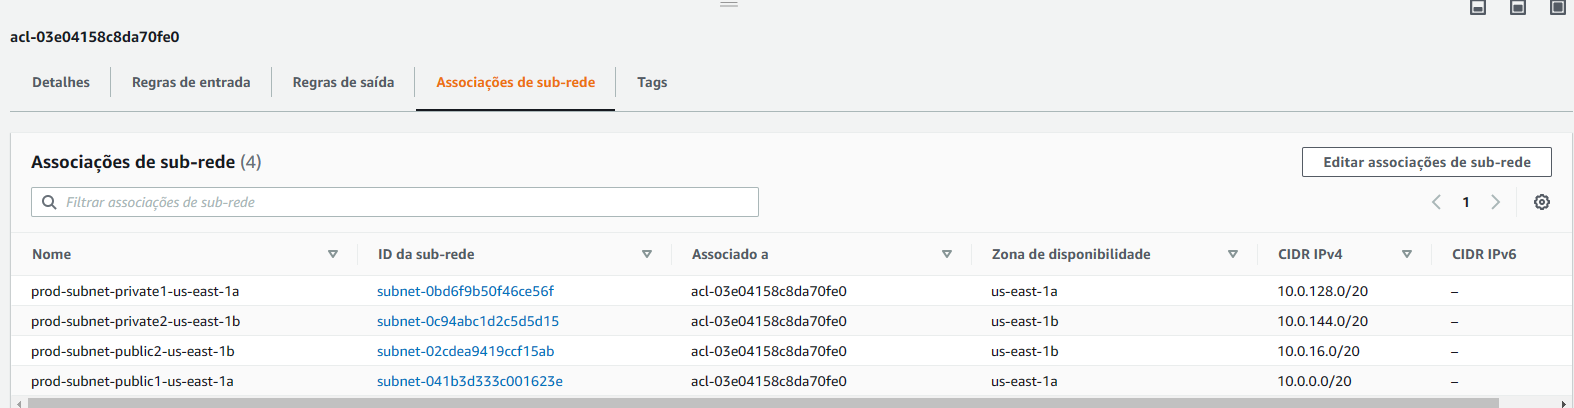 acl-03e04158c8da70fe0
Detalhes Regras de entrada Regras de saída Associações de sub-rede Tags
Associações de sub-rede (4) Editar associações de sub-rede
Filtrar associações de sub-rede 1
Nome ID da sub-rede Associado a Zona de disponibilidade CIDR IPv4 CIDR IPv6
prod-subnet-private1-us-east-1a subnet-0bd6f9b50f46ce56f acl-03e04158c8da70fe0 us-east-1a 10.0.128.0/20 –
prod-subnet-private2-us-east-1b subnet-0c94abc1d2c5d5d15 acl-03e04158c8da70fe0 us-east-1b 10.0.144.0/20 –
prod-subnet-public2-us-east-1b subnet-02cdea9419ccf15ab acl-03e04158c8da70fe0 us-east-1b 10.0.16.0/20 –
prod-subnet-public1-us-east-1a subnet-041b3d333c001623e acl-03e04158c8da70fe0 us-east-1a 10.0.0.0/20 –